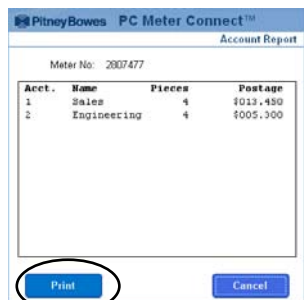 PitneyBowes PC Meter Connect™
Account Report
Meter No: 2807477
Acct. Name Pieces Postage
1 Sales 4 $013.450
2 Engineering 4 $005.300
Print Cancel